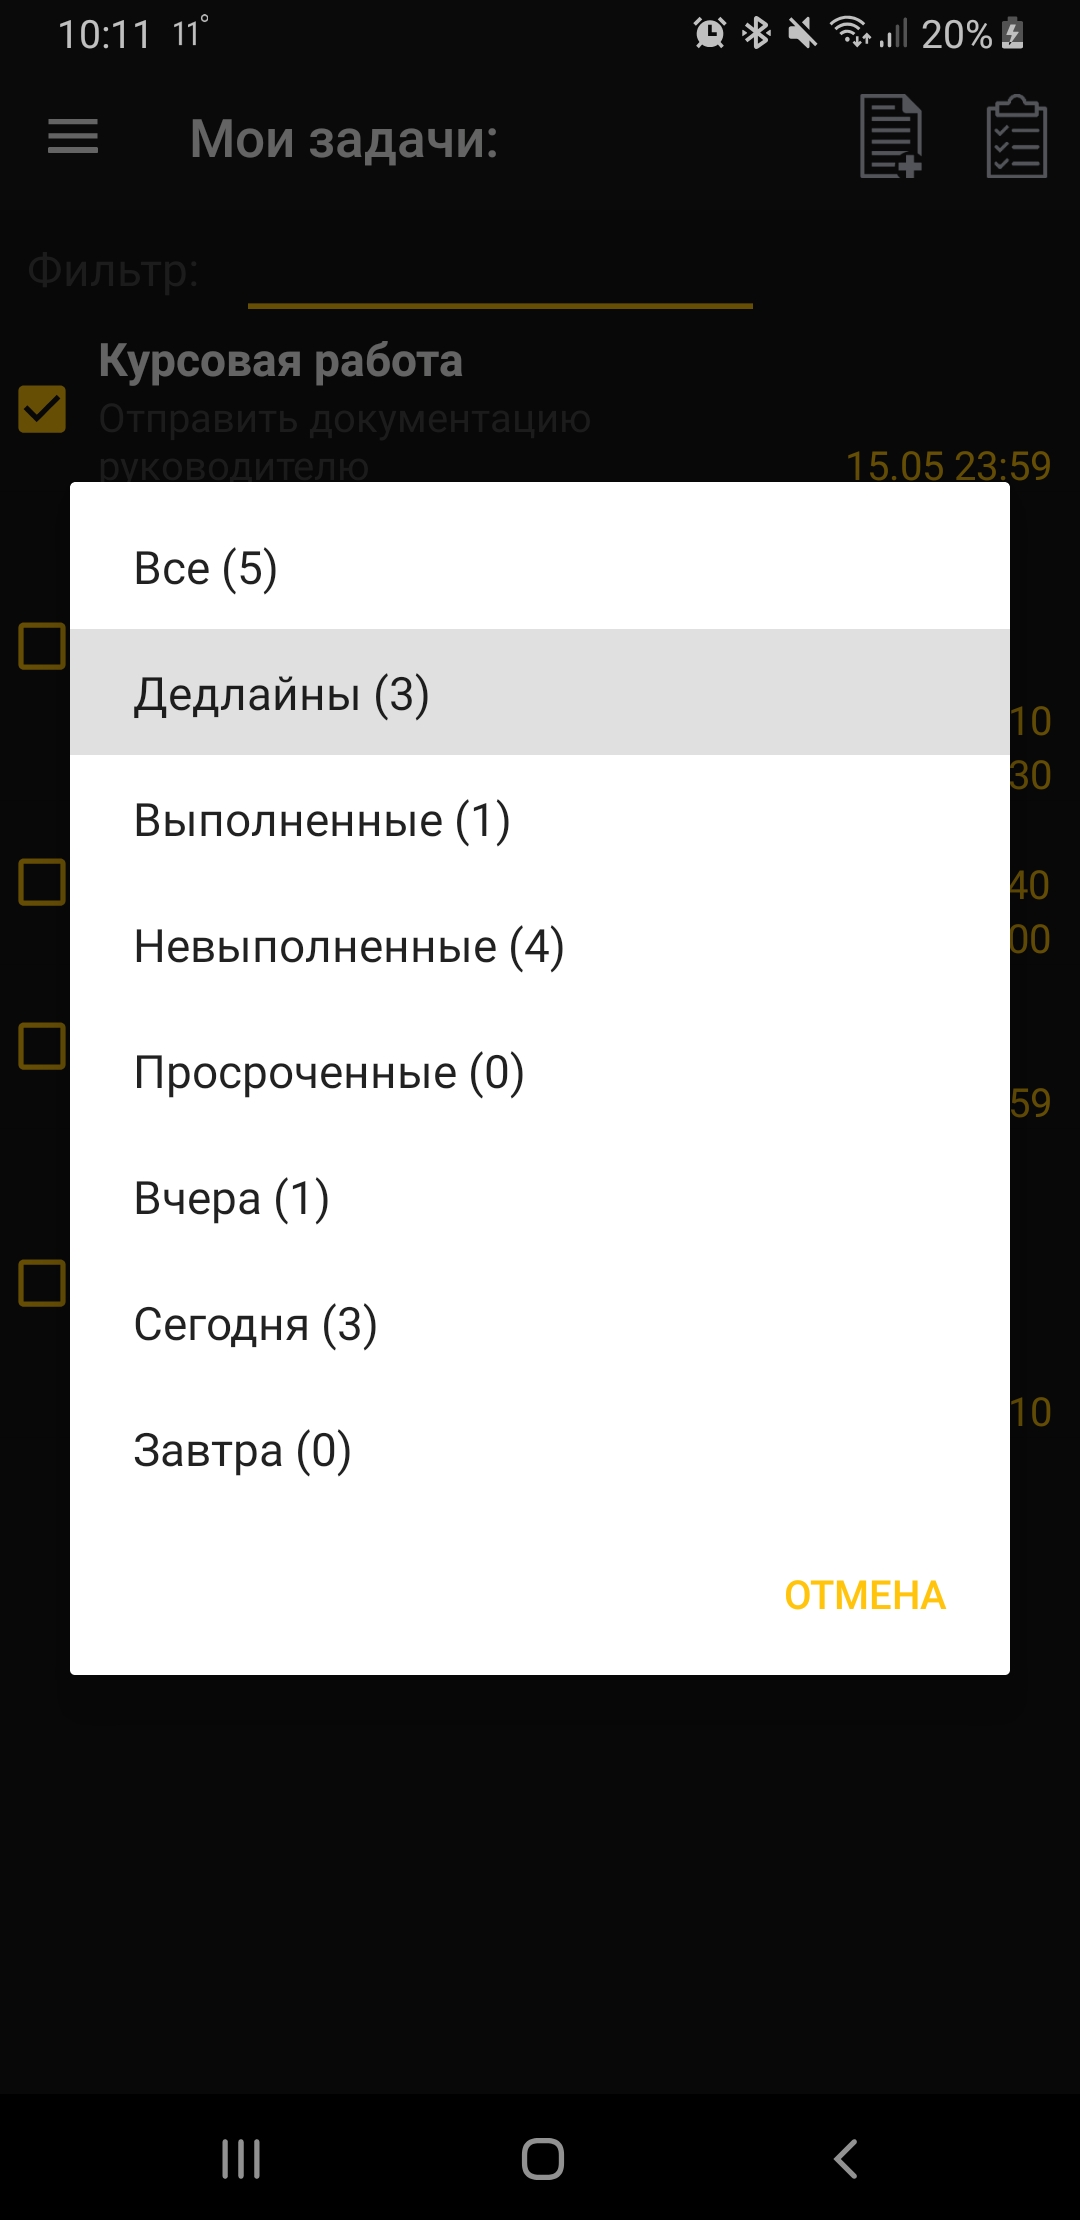 10:11 11° 20%
Мои задачи:
Фильтр:
Курсовая работа
Отправить документацию
руководителю 15.05 23:59
Все (5)
Дедлайны (3)
10
30
Выполненные (1)
40
Невыполненные (4)
00
Просроченные (0)
59
Вчера (1)
Сегодня (3)
10
Завтра (0)
ОТМЕНА